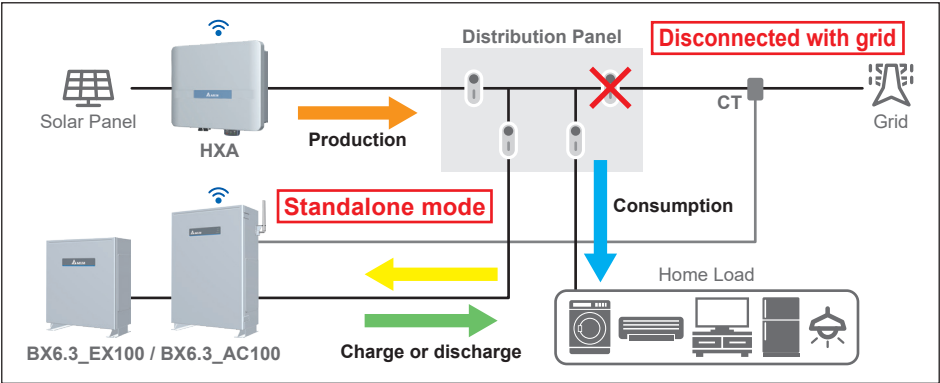 Distribution Panel
Disconnected with grid
Solar Panel
HXA
Production
CT
Grid
Standalone mode
Consumption
Home Load
BX6.3_EX100 / BX6.3_AC100
Charge or discharge